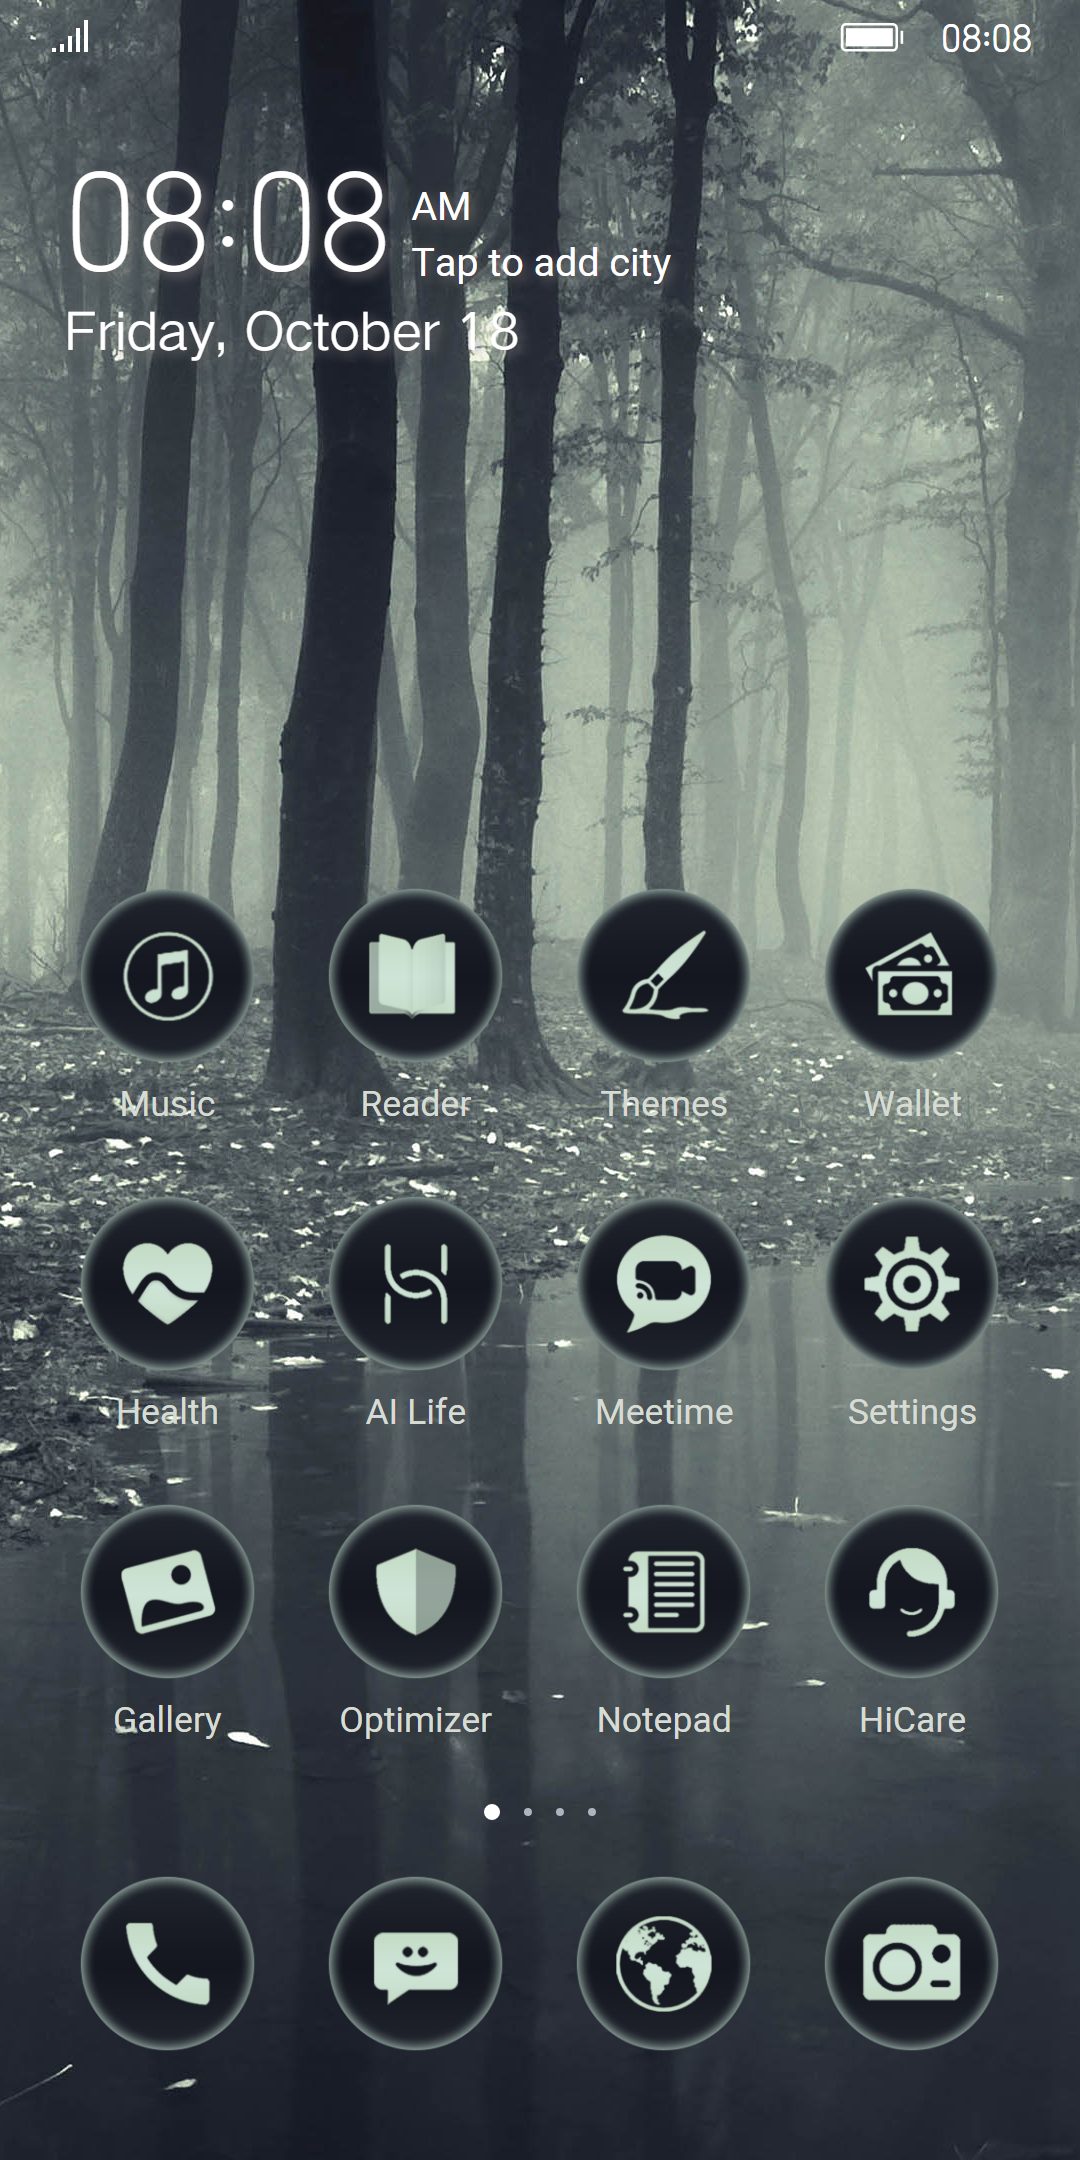 08:08
08:08 AM
Tap to add city
Friday, October 18
Music Reader Themes Wallet
Health AI Life Meetime Settings
Gallery Optimizer Notepad HiCare